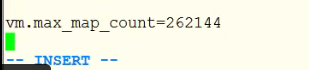 vm.max_map_count=262144
-- INSERT --